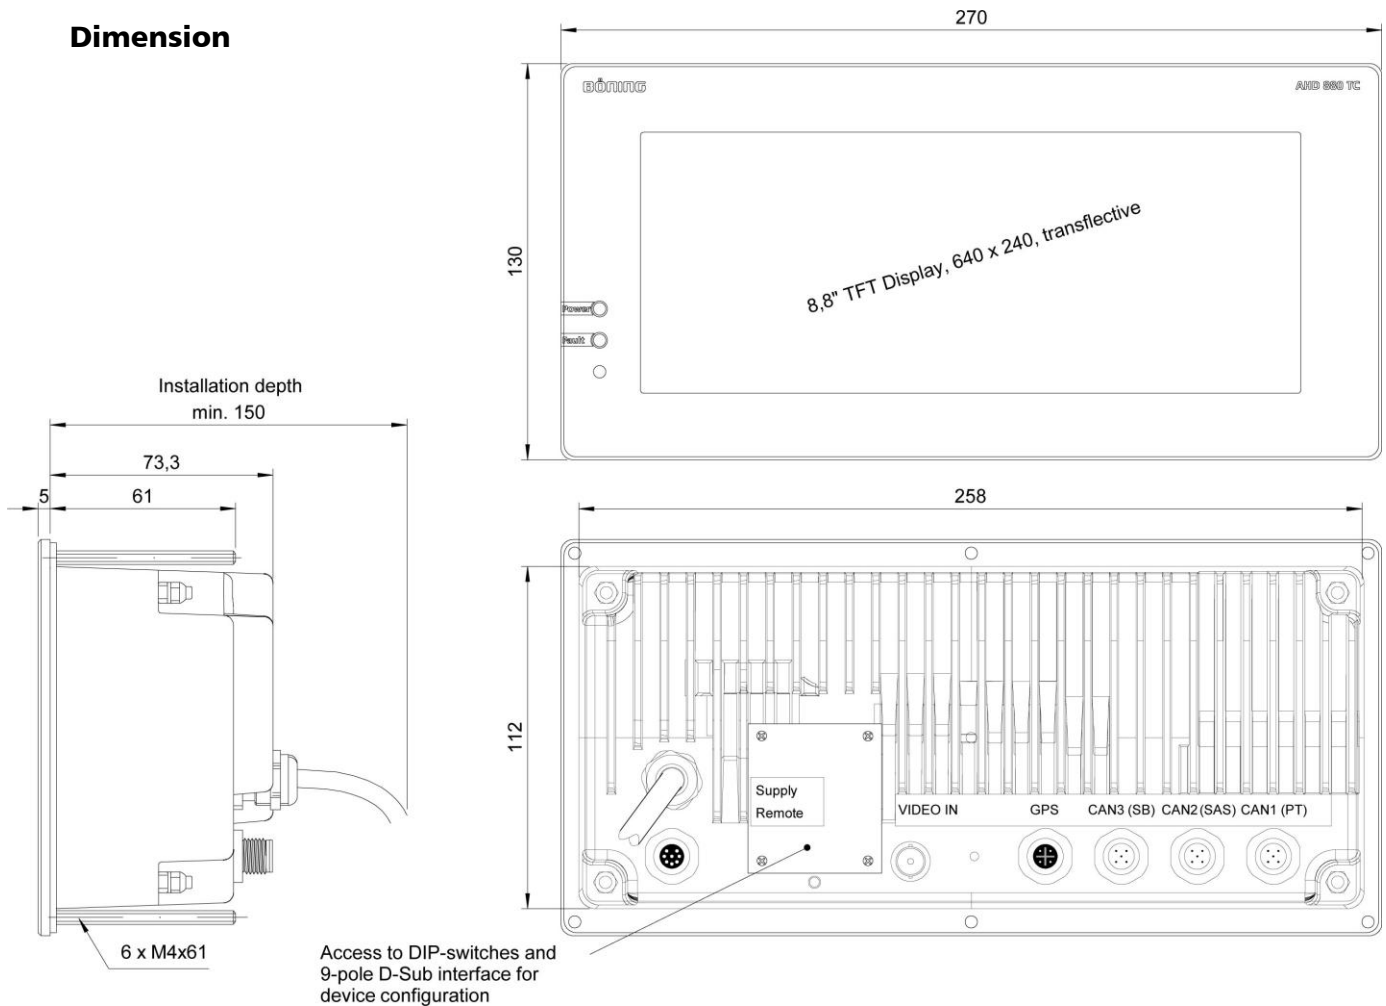 Dimension
270
BÖNING
AHD 880 TC
130
8,8" TFT Display, 640 x 240, transflective
Power
Fault
Installation depth
min. 150
73,3
5
61
258
112
Supply
Remote
VIDEO IN
GPS
CAN3 (SB)
CAN2 (SAS)
CAN1 (PT)
6 x M4x61
Access to DIP-switches and
9-pole D-Sub interface for
device configuration